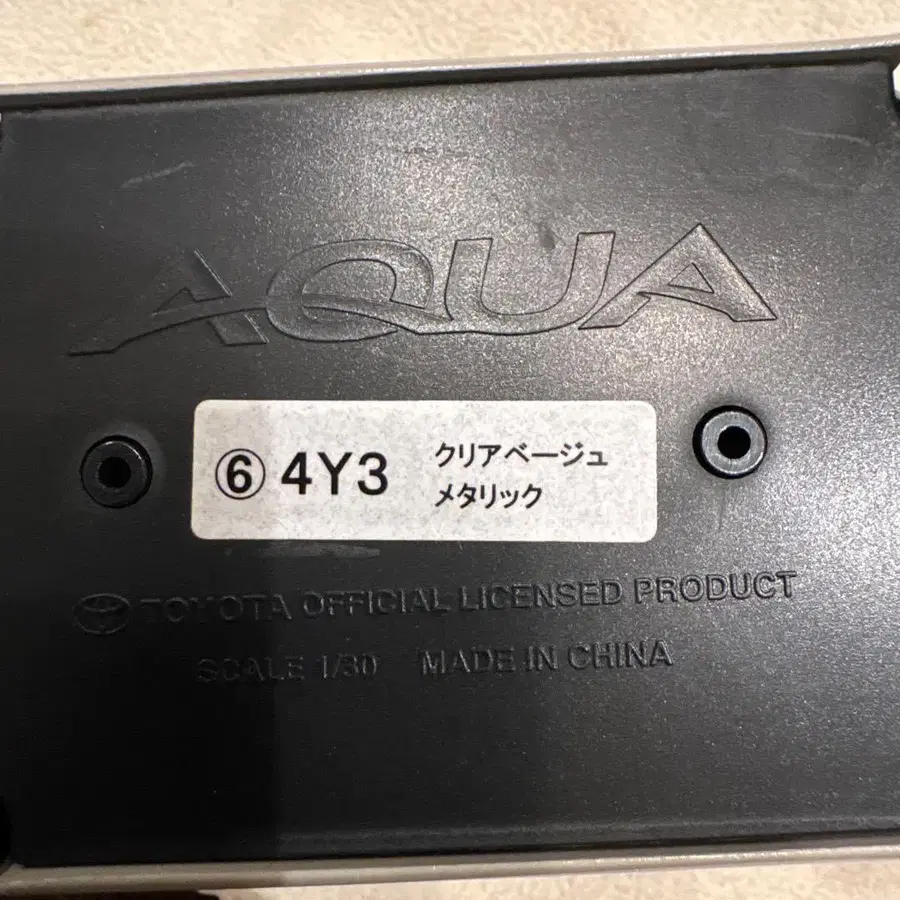 AQUA
⑥ 4Y3 クリアベージュ
メタリック
TOYOTA OFFICIAL LICENSED PRODUCT
SCALE 1/30 MADE IN CHINA